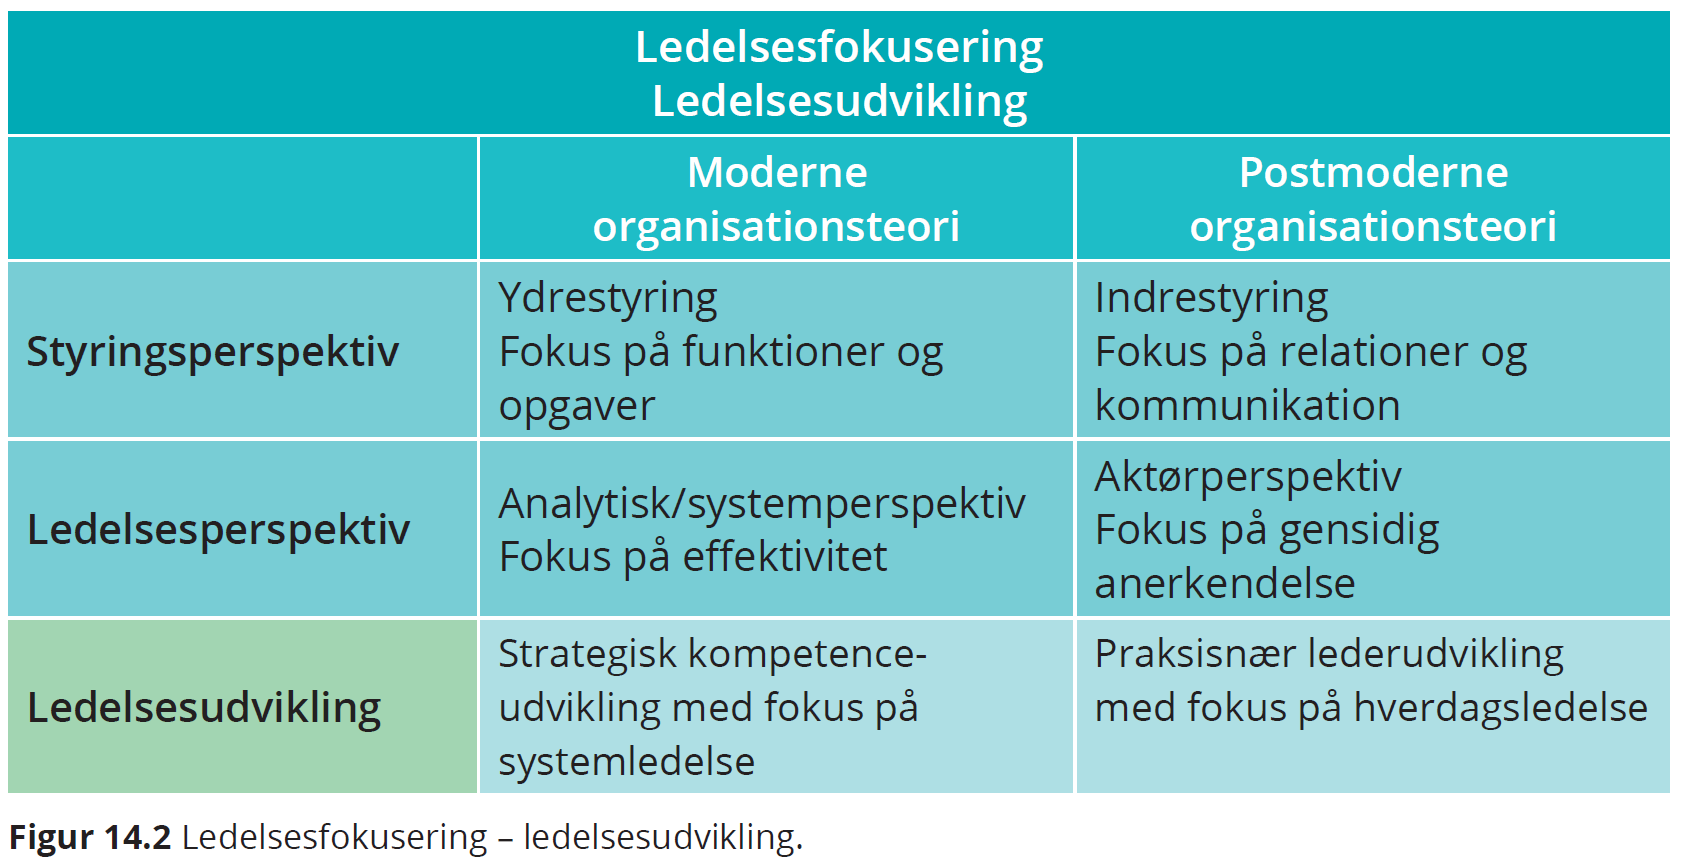 Ledelsesfokusering
Ledelsesudvikling
Moderne
organisationsteori
Postmoderne
organisationsteori
Styringsperspektiv
Ydrestyring
Fokus på funktioner og
opgaver
Indrestyring
Fokus på relationer og
kommunikation
Ledelsesperspektiv
Analytisk/systemperspektiv
Fokus på effektivitet
Aktørperspektiv
Fokus på gensidig
anerkendelse
Ledelsesudvikling
Strategisk kompetence-
udvikling med fokus på
systemledelse
Praksisnær lederudvikling
med fokus på hverdagsledelse
Figur 14.2 Ledelsesfokusering – ledelsesudvikling.